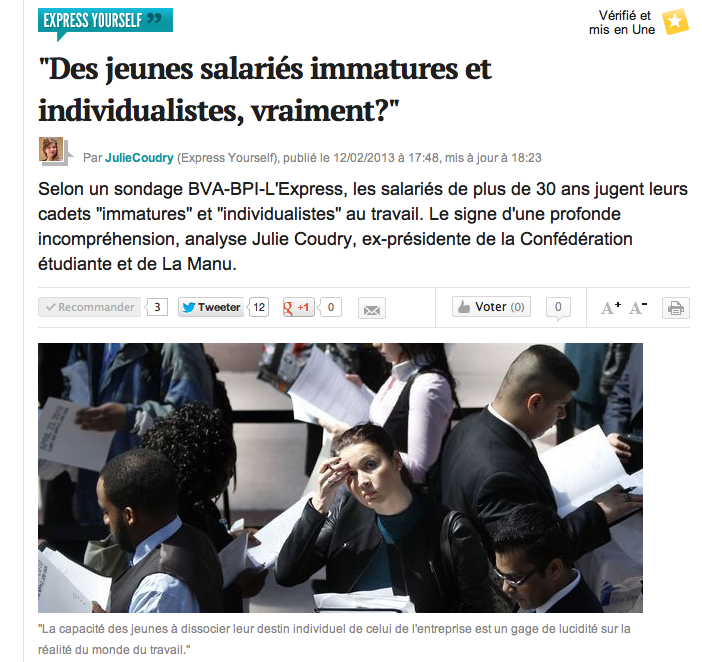 EXPRESS YOURSELF ”
Vérifié et
mis en Une
"Des jeunes salariés immatures et
individualistes, vraiment?"
Par JulieCoudry (Express Yourself), publié le 12/02/2013 à 17:48, mis à jour à 18:23
Selon un sondage BVA-BPI-L'Express, les salariés de plus de 30 ans jugent leurs
cadets "immatures" et "individualistes" au travail. Le signe d'une profonde
incompréhension, analyse Julie Coudry, ex-présidente de la Confédération
étudiante et de La Manu.
Recommander 3 Tweeter 12 g +1 0 Voter (0) 0 A+ A-
"La capacité des jeunes à dissocier leur destin individuel de celui de l'entreprise est un gage de lucidité sur la
réalité du monde du travail."